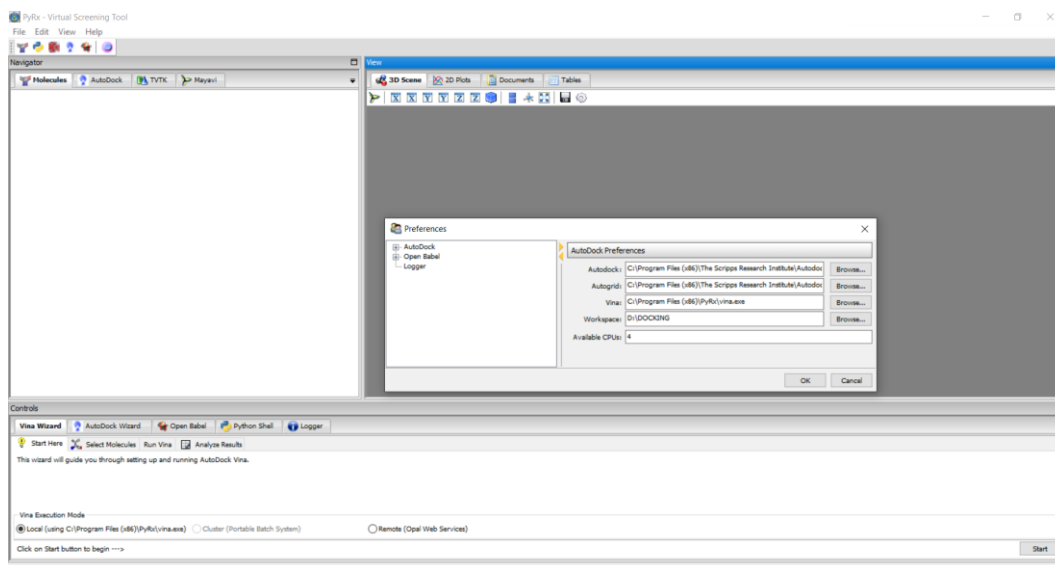 PyRx - Virtual Screening Tool
File Edit View Help
Navigator
View
Molecules AutoDock TVTK Mayavi
3D Scene 2D Plots Documents Tables
X X Y Y Z Z
Preferences
AutoDock
Open Babel
Logger
AutoDock Preferences
Autodock: C:\Program Files (x86)\The Scripps Research Institute\Autodoc Browse...
Autogrid: C:\Program Files (x86)\The Scripps Research Institute\Autodoc Browse...
Vina: C:\Program Files (x86)\PyRx\vina.exe Browse...
Workspace: D:\DOCKING Browse...
Available CPUs: 4
OK Cancel
Controls
Vina Wizard AutoDock Wizard Open Babel Python Shell Logger
Start Here Select Molecules Run Vina Analyze Results
This wizard will guide you through setting up and running AutoDock Vina.
Vina Execution Mode
Local (using C:\Program Files (x86)\PyRx\vina.exe) Cluster (Portable Batch System) Remote (Opal Web Services)
Click on Start button to begin ---> Start